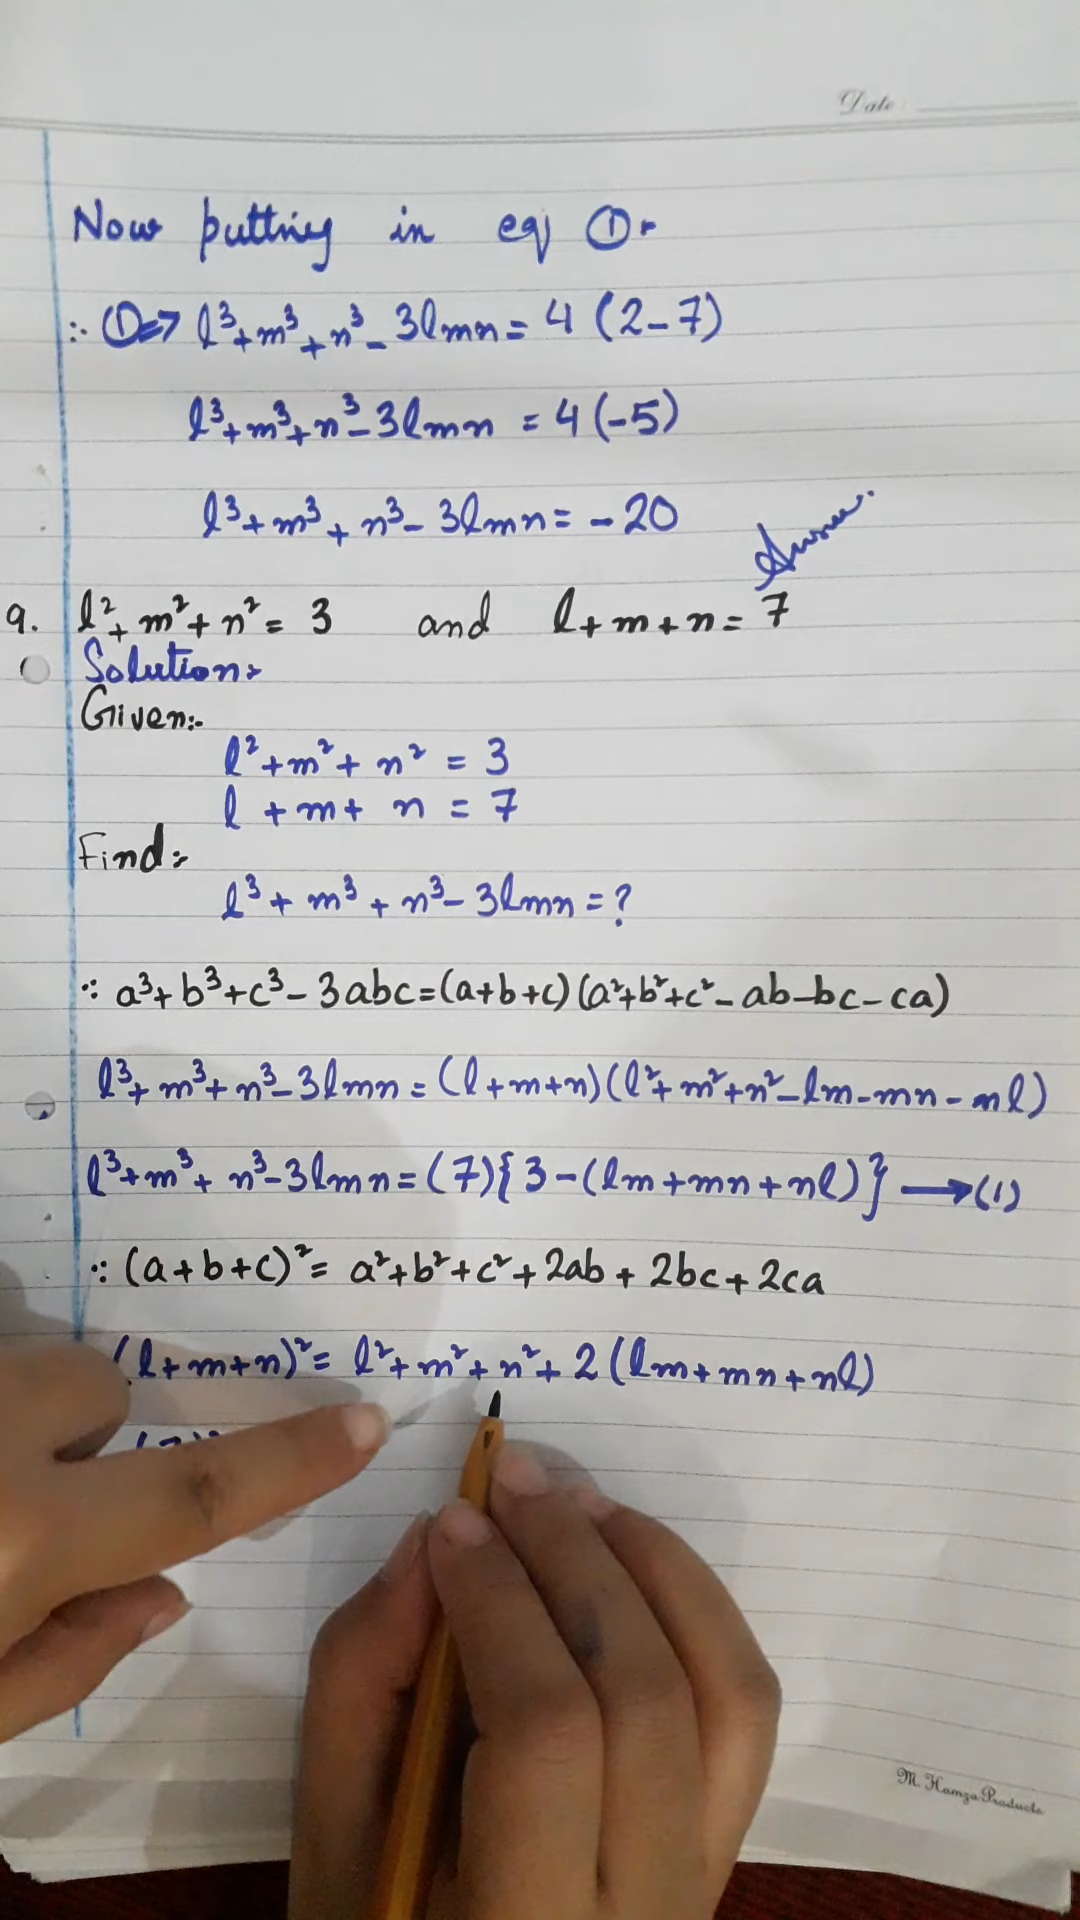 Date:
Now putting in eq ①:-
∴ ①=> l³+m³+n³-3lmn=4(2-7)
l³+m³+n³-3lmn=4(-5)
l³+m³+n³-3lmn=-20
Answer.
9. l²+m²+n²=3 and l+m+n=7
Solution:-
Given:-
l²+m²+n²=3
l+m+n=7
Find:-
l³+m³+n³-3lmn=?
∵ a³+b³+c³-3abc=(a+b+c)(a²+b²+c²-ab-bc-ca)
l³+m³+n³-3lmn=(l+m+n)(l²+m²+n²-lm-mn-nl)
l³+m³+n³-3lmn=(7){3-(lm+mn+nl)}→(1)
∵ (a+b+c)²=a²+b²+c²+2ab+2bc+2ca
(l+m+n)²=l²+m²+n²+2(lm+mn+nl)
M. Hamza Products